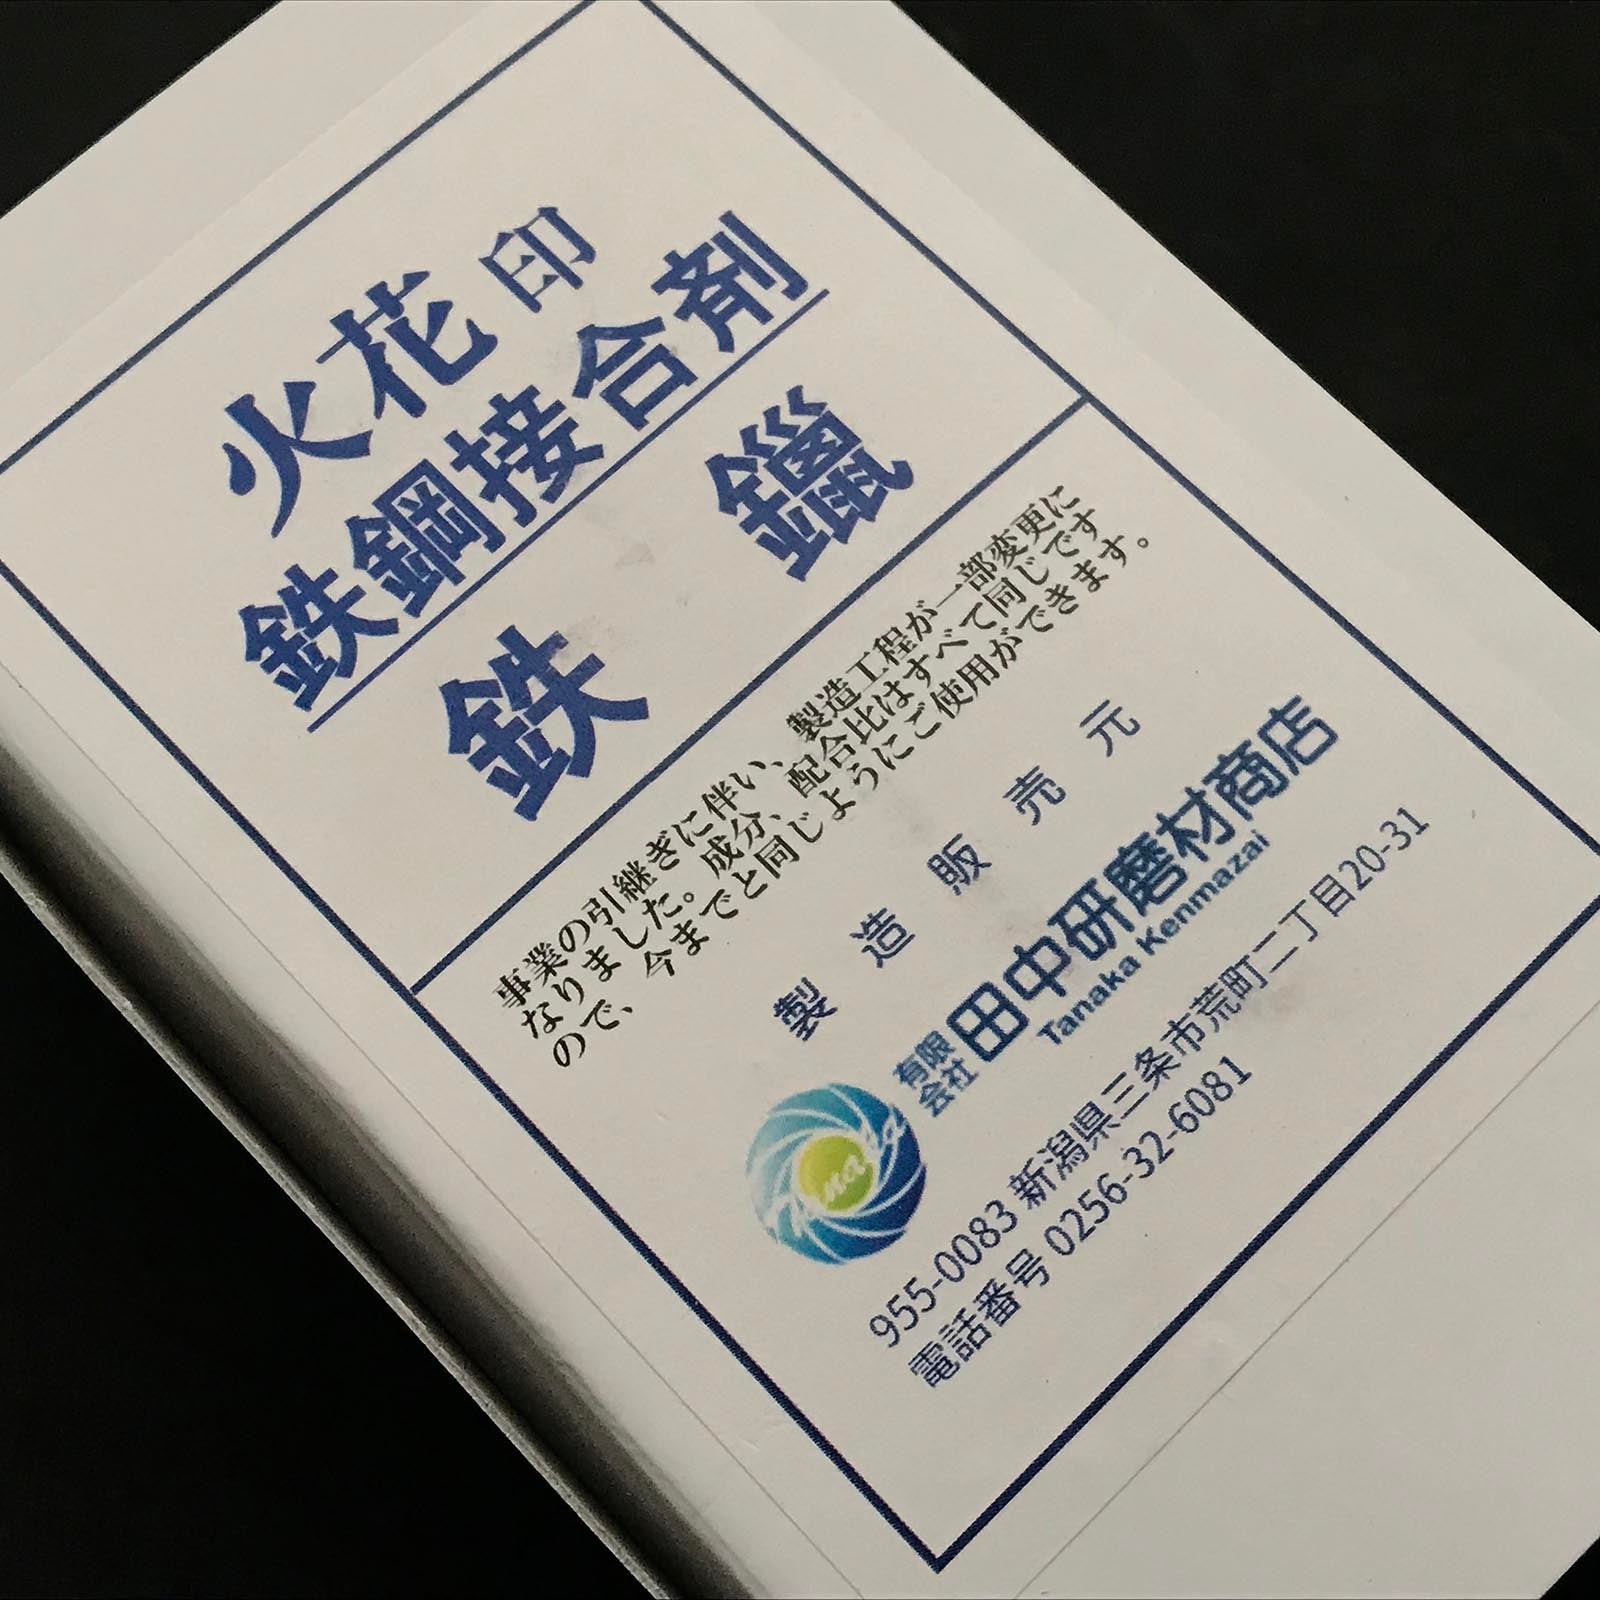 火花印
鉄鋼接合剤
鉄鑞
事業の引継ぎに伴い、製造工程が一部変更に
なりました。成分、配合比はすべて同じです
ので、今までと同じようにご使用ができます。
製造販売元
有限会社
田中研磨材商店
Tanaka Kenmazai
955-0083 新潟県三条市荒町二丁目20-31
電話番号 0256-32-6081